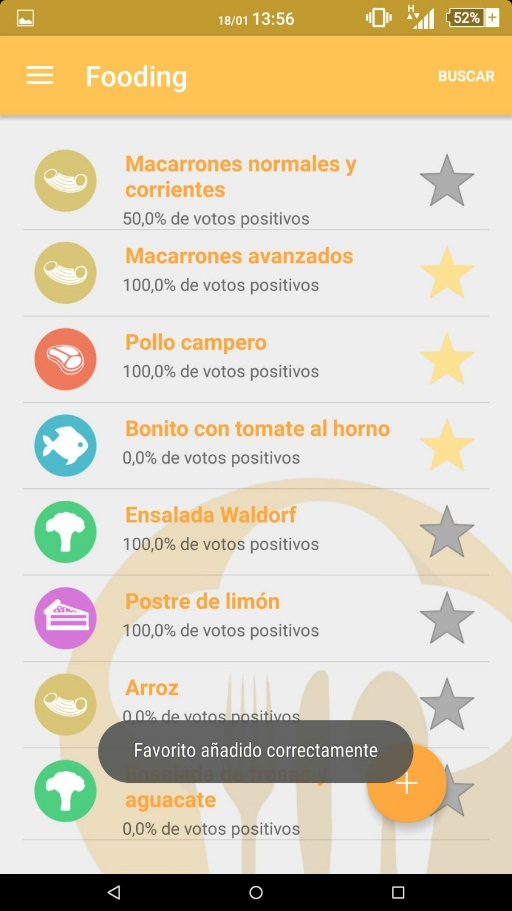 18/01 13:56 H 52%
Fooding
BUSCAR
Macarrones normales y
corrientes
50,0% de votos positivos
Macarrones avanzados
100,0% de votos positivos
Pollo campero
100,0% de votos positivos
Bonito con tomate al horno
0,0% de votos positivos
Ensalada Waldorf
100,0% de votos positivos
Postre de limón
100,0% de votos positivos
Arroz
0,0% de votos positivos
Favorito añadido correctamente
aguacate
0,0% de votos positivos